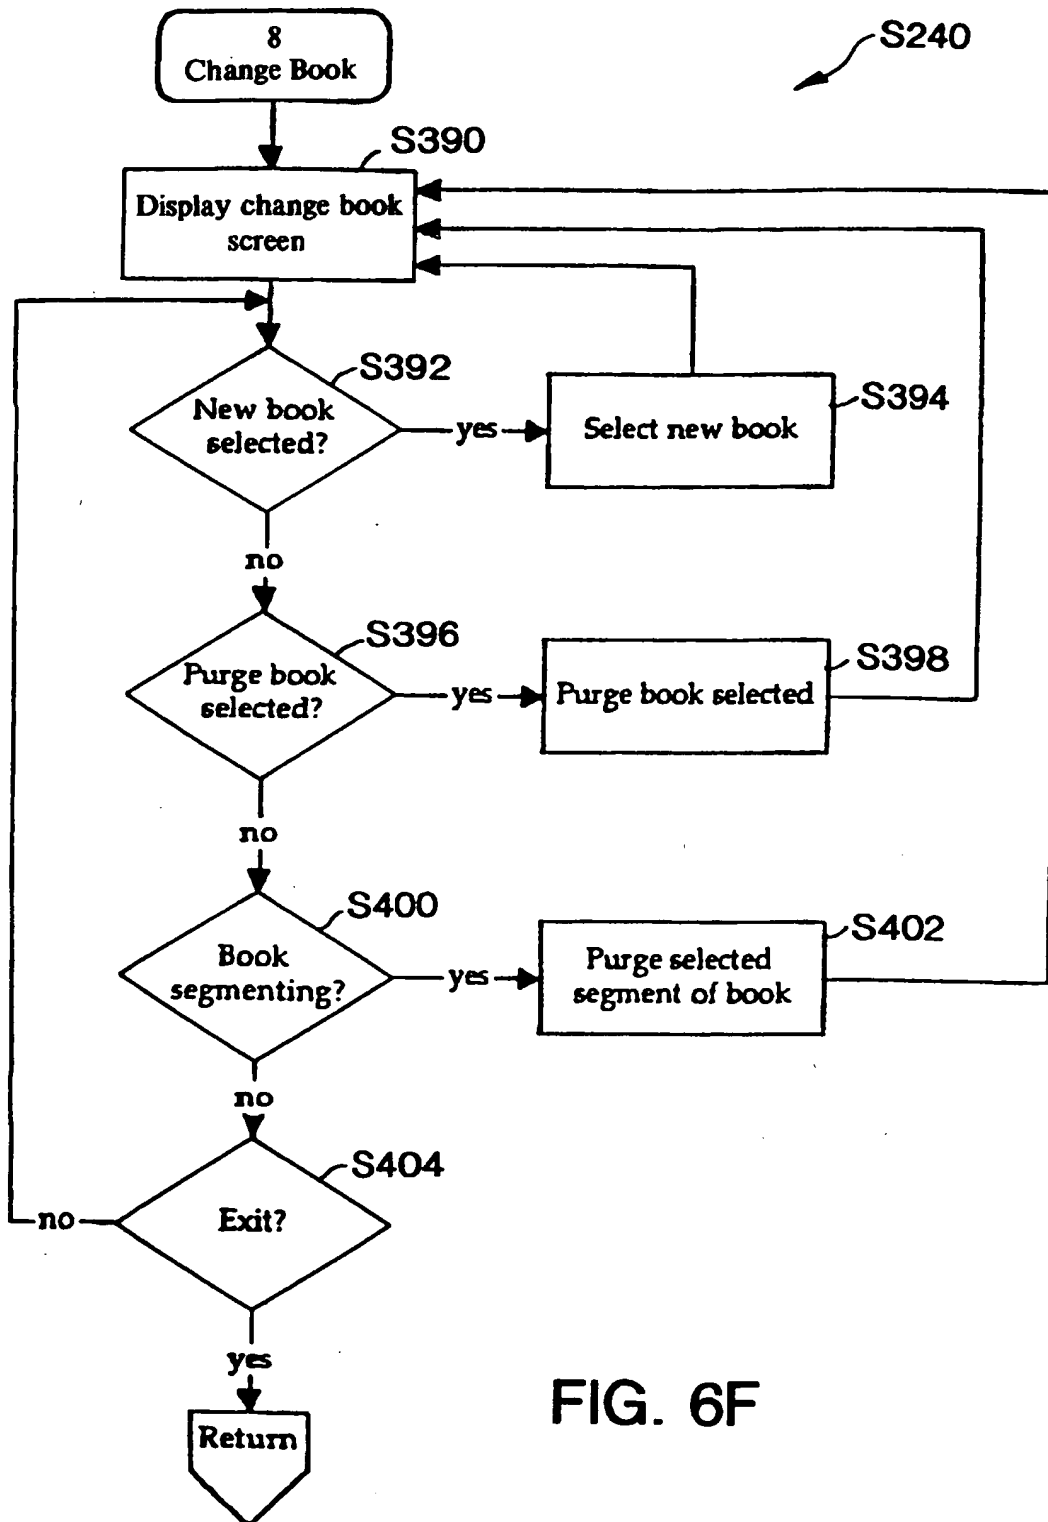 8
Change Book
S240
S390
Display change book
screen
S392
New book
selected?
yes
S394
Select new book
no
S396
Purge book
selected?
yes
S398
Purge book selected
no
S400
Book
segmenting?
yes
S402
Purge selected
segment of book
no
S404
Exit?
no
yes
Return
FIG. 6F